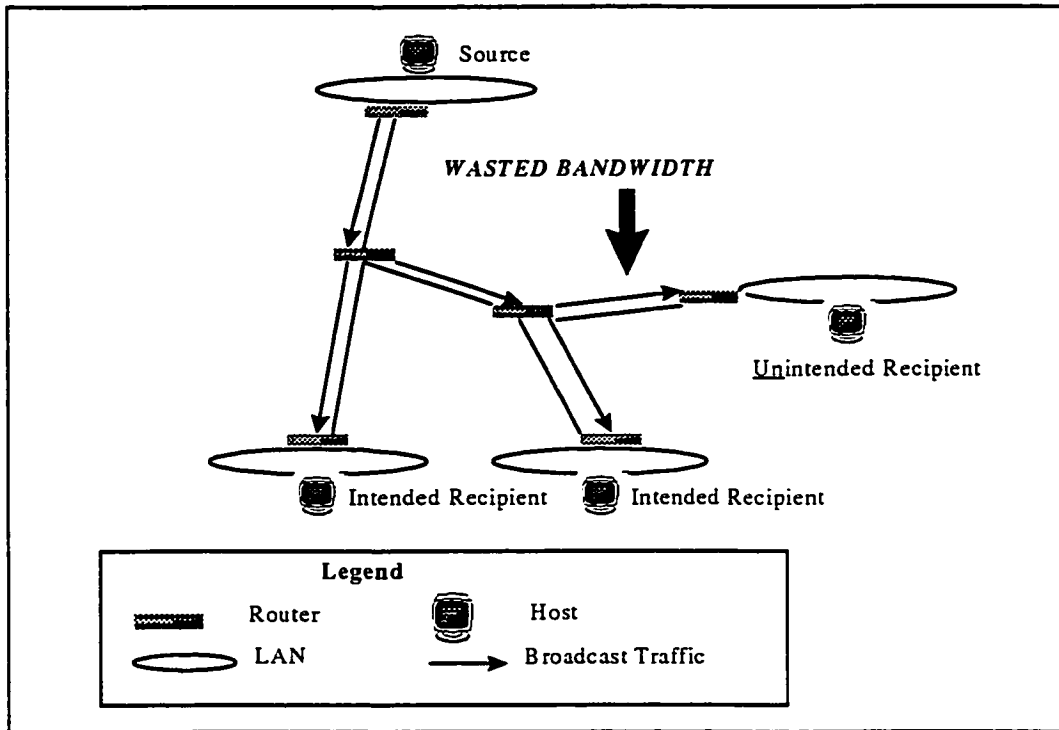 Source
WASTED BANDWIDTH
Unintended Recipient
Intended Recipient
Intended Recipient
Legend
Router
Host
LAN
Broadcast Traffic